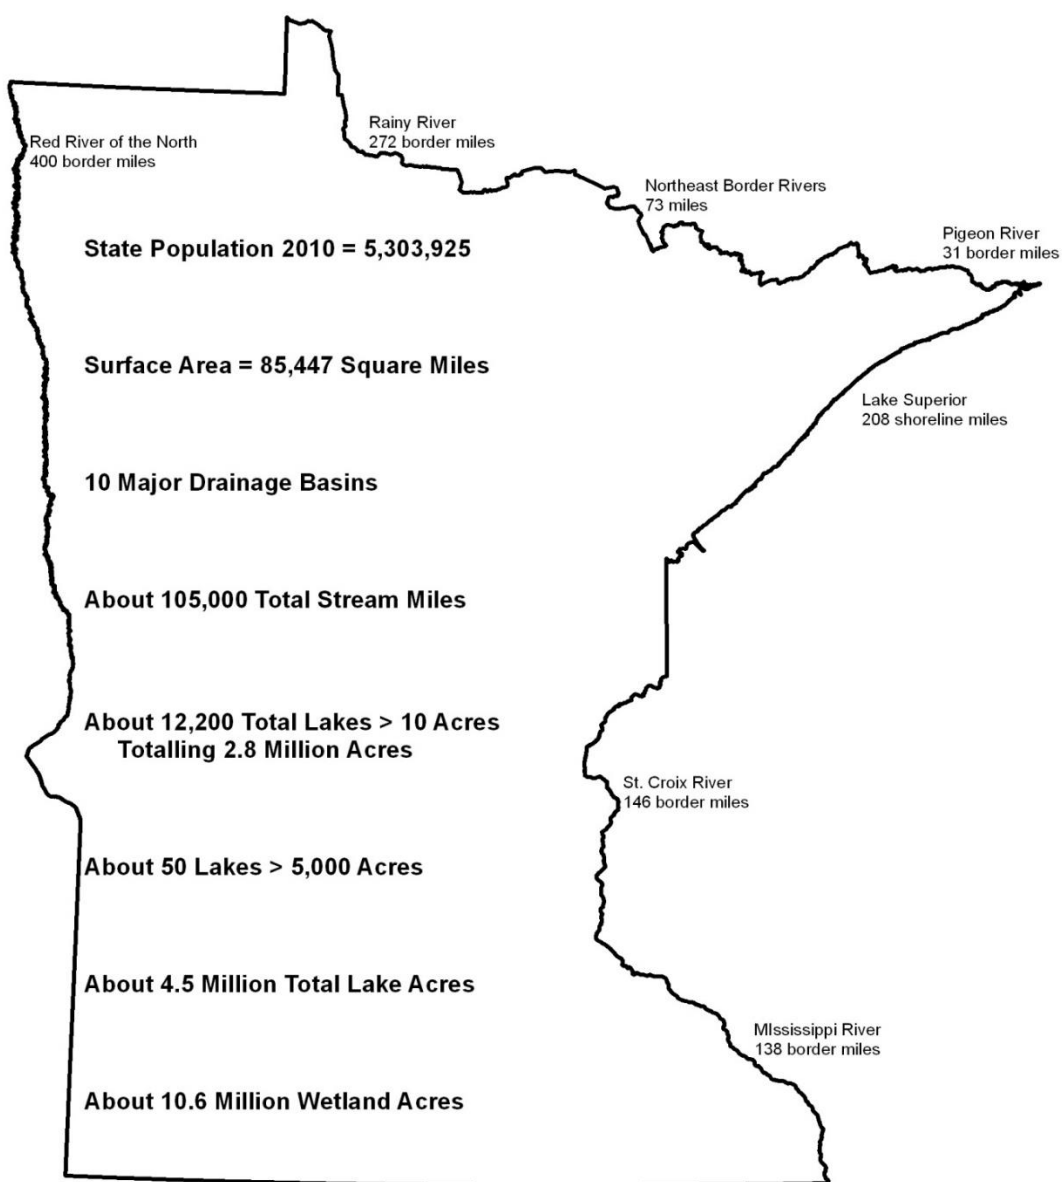 Red River of the North
400 border miles
Rainy River
272 border miles
Northeast Border Rivers
73 miles
Pigeon River
31 border miles
State Population 2010 = 5,303,925
Surface Area = 85,447 Square Miles
Lake Superior
208 shoreline miles
10 Major Drainage Basins
About 105,000 Total Stream Miles
About 12,200 Total Lakes > 10 Acres
Totalling 2.8 Million Acres
St. Croix River
146 border miles
About 50 Lakes > 5,000 Acres
About 4.5 Million Total Lake Acres
MIssissippi River
138 border miles
About 10.6 Million Wetland Acres